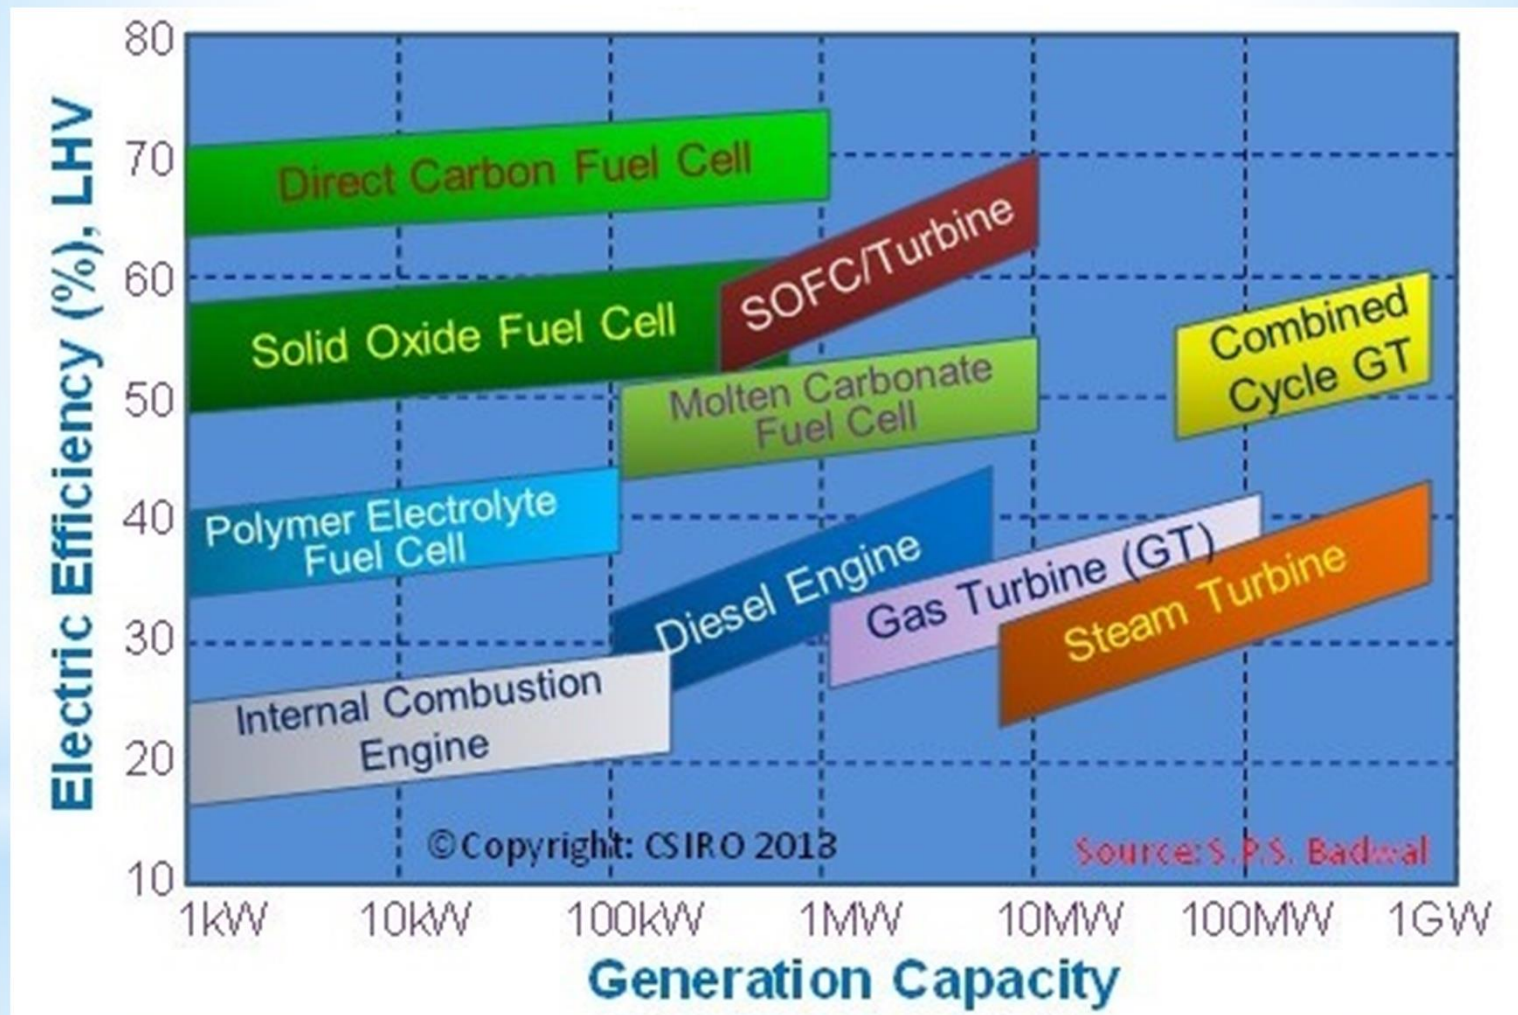 Electric Efficiency (%), LHV
80
70
60
50
40
30
20
10
Direct Carbon Fuel Cell
SOFC/Turbine
Solid Oxide Fuel Cell
Combined
Cycle GT
Molten Carbonate
Fuel Cell
Polymer Electrolyte
Fuel Cell
Diesel Engine
Gas Turbine (GT)
Steam Turbine
Internal Combustion
Engine
©Copyright: CSIRO 2013
Source: S.P.S. Badwal
1kW 10kW 100kW 1MW 10MW 100MW 1GW
Generation Capacity